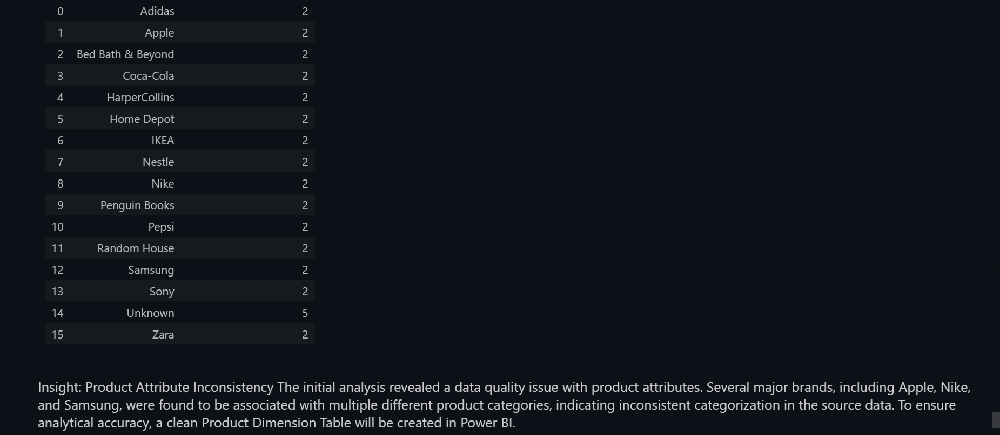 0 Adidas 2
1 Apple 2
2 Bed Bath & Beyond 2
3 Coca-Cola 2
4 HarperCollins 2
5 Home Depot 2
6 IKEA 2
7 Nestle 2
8 Nike 2
9 Penguin Books 2
10 Pepsi 2
11 Random House 2
12 Samsung 2
13 Sony 2
14 Unknown 5
15 Zara 2
Insight: Product Attribute Inconsistency The initial analysis revealed a data quality issue with product attributes. Several major brands, including Apple, Nike,
and Samsung, were found to be associated with multiple different product categories, indicating inconsistent categorization in the source data. To ensure
analytical accuracy, a clean Product Dimension Table will be created in Power BI.